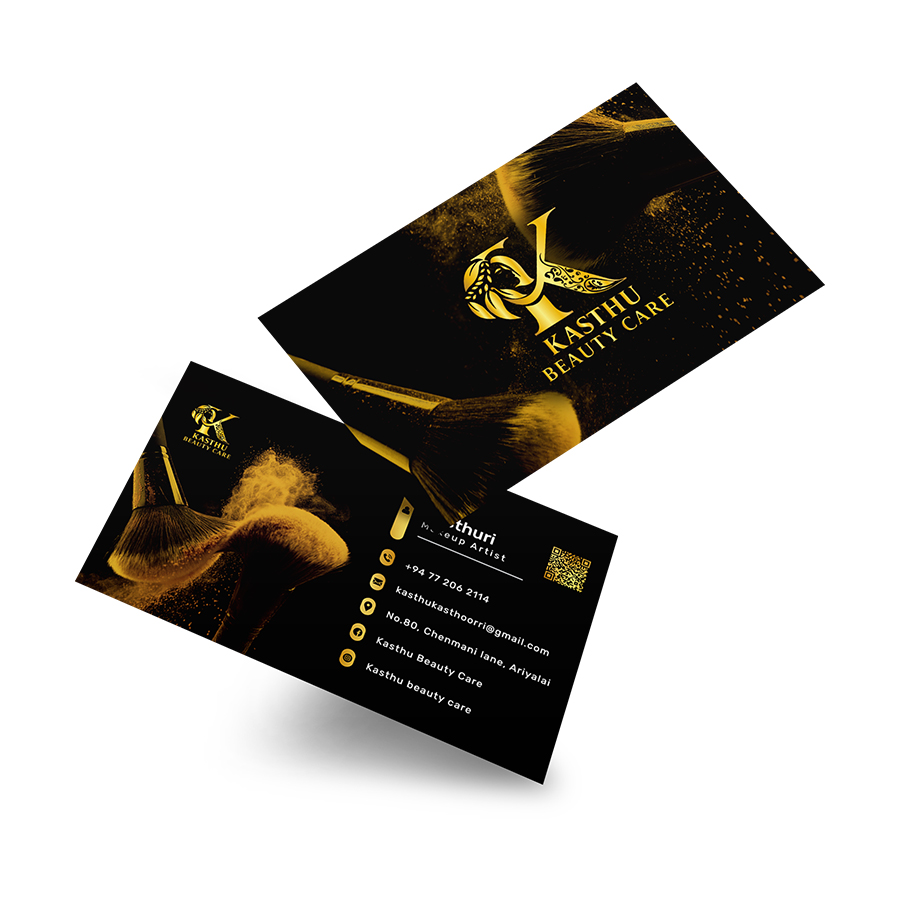 KASTHU
BEAUTY CARE
KASTHU
BEAUTY CARE
Makeup Artist
+94 77 206 2114
kasthukasthoorri@gmail.com
No.80, Chenmani lane, Ariyalai
Kasthu Beauty Care
Kasthu beauty care